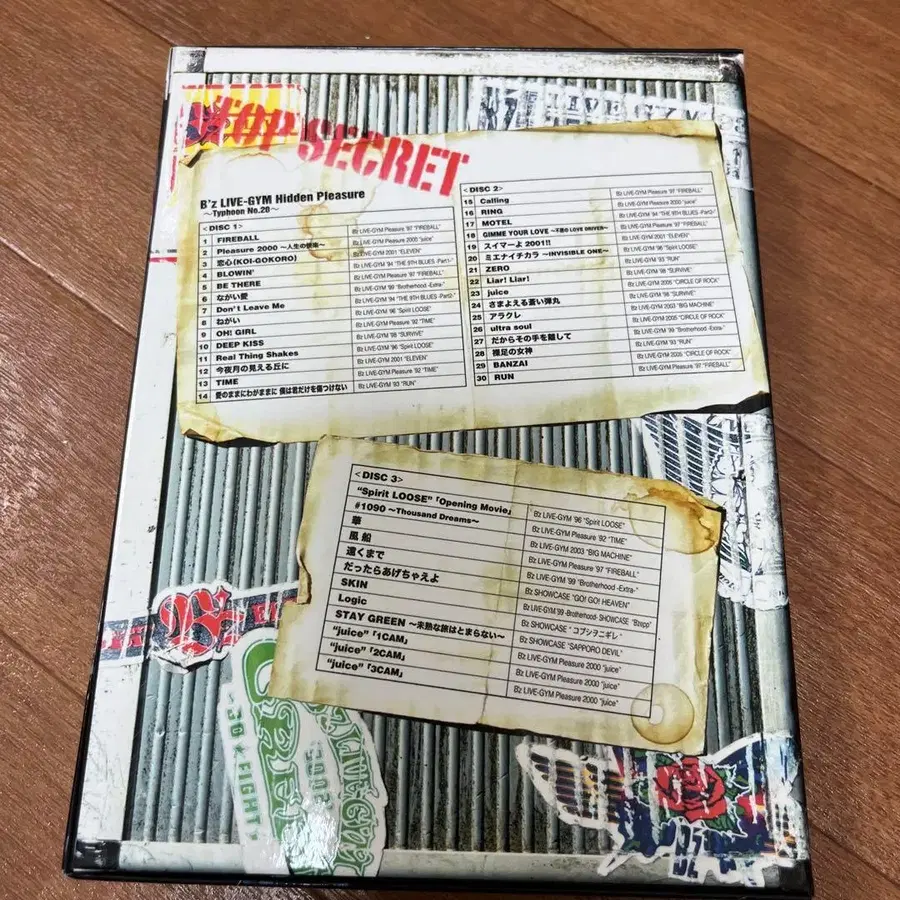 TOP SECRET
B'z LIVE-GYM Hidden Pleasure
〜Typhoon No.20〜
<DISC 1>
1 FIREBALL B'z LIVE-GYM Pleasure '97 "FIREBALL"
2 Pleasure 2000 〜人生の快楽〜 B'z LIVE-GYM Pleasure 2000 "juice"
3 恋心(KOI-GOKORO) B'z LIVE-GYM 2001 "ELEVEN"
4 BLOWIN' B'z LIVE-GYM '94 "THE 9TH BLUES -Part1-"
5 BE THERE B'z LIVE-GYM Pleasure '97 "FIREBALL"
6 ながい愛 B'z LIVE-GYM '99 "Brotherhood -Extra-"
7 Don't Leave Me B'z LIVE-GYM '94 "THE 9TH BLUES -Part2-"
8 ねがい B'z LIVE-GYM '96 "Spirit LOOSE"
9 OH! GIRL B'z LIVE-GYM Pleasure '92 "TIME"
10 DEEP KISS B'z LIVE-GYM '98 "SURVIVE"
11 Real Thing Shakes B'z LIVE-GYM '96 "Spirit LOOSE"
12 今夜月の見える丘に B'z LIVE-GYM 2001 "ELEVEN"
13 TIME B'z LIVE-GYM Pleasure '92 "TIME"
14 愛のままにわがままに 僕は君だけを傷つけない B'z LIVE-GYM '93 "RUN"
<DISC 2>
15 Calling B'z LIVE-GYM Pleasure '97 "FIREBALL"
16 RING B'z LIVE-GYM Pleasure 2000 "juice"
17 MOTEL B'z LIVE-GYM '94 "THE 9TH BLUES -Part3-"
18 GIMME YOUR LOVE 〜不屈の LOVE DRIVER〜 B'z LIVE-GYM Pleasure '97 "FIREBALL"
19 スイマーよ 2001!! B'z LIVE-GYM 2001 "ELEVEN"
20 ミエナイチカラ 〜INVISIBLE ONE〜 B'z LIVE-GYM '96 "Spirit LOOSE"
21 ZERO B'z LIVE-GYM '93 "RUN"
22 Liar! Liar! B'z LIVE-GYM '98 "SURVIVE"
23 juice B'z LIVE-GYM 2005 "CIRCLE OF ROCK"
24 さまよえる蒼い弾丸 B'z LIVE-GYM '98 "SURVIVE"
25 アラクレ B'z LIVE-GYM 2003 "BIG MACHINE"
26 ultra soul B'z LIVE-GYM 2005 "CIRCLE OF ROCK"
27 だからその手を離して B'z LIVE-GYM '99 "Brotherhood -Extra-"
28 裸足の女神 B'z LIVE-GYM '93 "RUN"
29 BANZAI B'z LIVE-GYM 2005 "CIRCLE OF ROCK"
30 RUN B'z LIVE-GYM Pleasure '97 "FIREBALL"
<DISC 3>
"Spirit LOOSE"「Opening Movie」 B'z LIVE-GYM '96 "Spirit LOOSE"
#1090 〜Thousand Dreams〜 B'z LIVE-GYM Pleasure '92 "TIME"
華 B'z LIVE-GYM 2003 "BIG MACHINE"
風船 B'z LIVE-GYM Pleasure '97 "FIREBALL"
遠くまで B'z LIVE-GYM '99 "Brotherhood -Extra-"
だったらあげちゃえよ B'z SHOWCASE "GO! GO! HEAVEN"
SKIN B'z LIVE-GYM '99 -Brotherhood- SHOWCASE "Bzepp"
Logic B'z SHOWCASE "コブシヲニギレ"
STAY GREEN 〜未熟な旅はとまらない〜 B'z SHOWCASE "SAPPORO DEVIL"
"juice"「1CAM」 B'z LIVE-GYM Pleasure 2000 "juice"
"juice"「2CAM」 B'z LIVE-GYM Pleasure 2000 "juice"
"juice"「3CAM」 B'z LIVE-GYM Pleasure 2000 "juice"
FIGHT
B'z